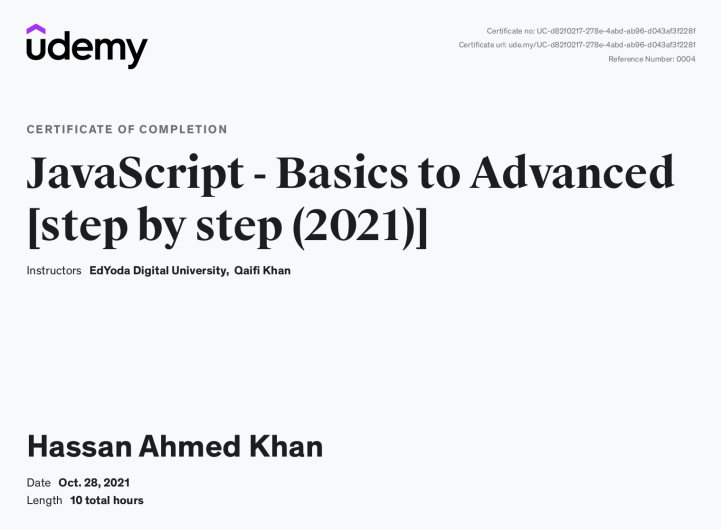 udemy
Certificate no: UC-d82f02f7-278e-4abd-ab96-d043af3f228f
Certificate url: ude.my/UC-d82f02f7-278e-4abd-ab96-d043af3f228f
Reference Number: 0004
CERTIFICATE OF COMPLETION
JavaScript - Basics to Advanced
[step by step (2021)]
Instructors EdYoda Digital University, Qaifi Khan
Hassan Ahmed Khan
Date Oct. 28, 2021
Length 10 total hours